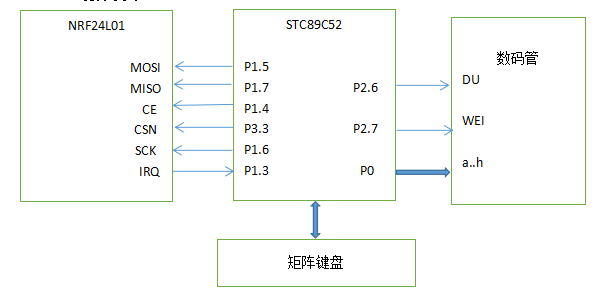 NRF24L01
STC89C52
数码管
MOSI
P1.5
MISO
P1.7
P2.6
DU
CE
P1.4
CSN
P3.3
P2.7
WEI
SCK
P1.6
IRQ
P1.3
P0
a..h
矩阵键盘